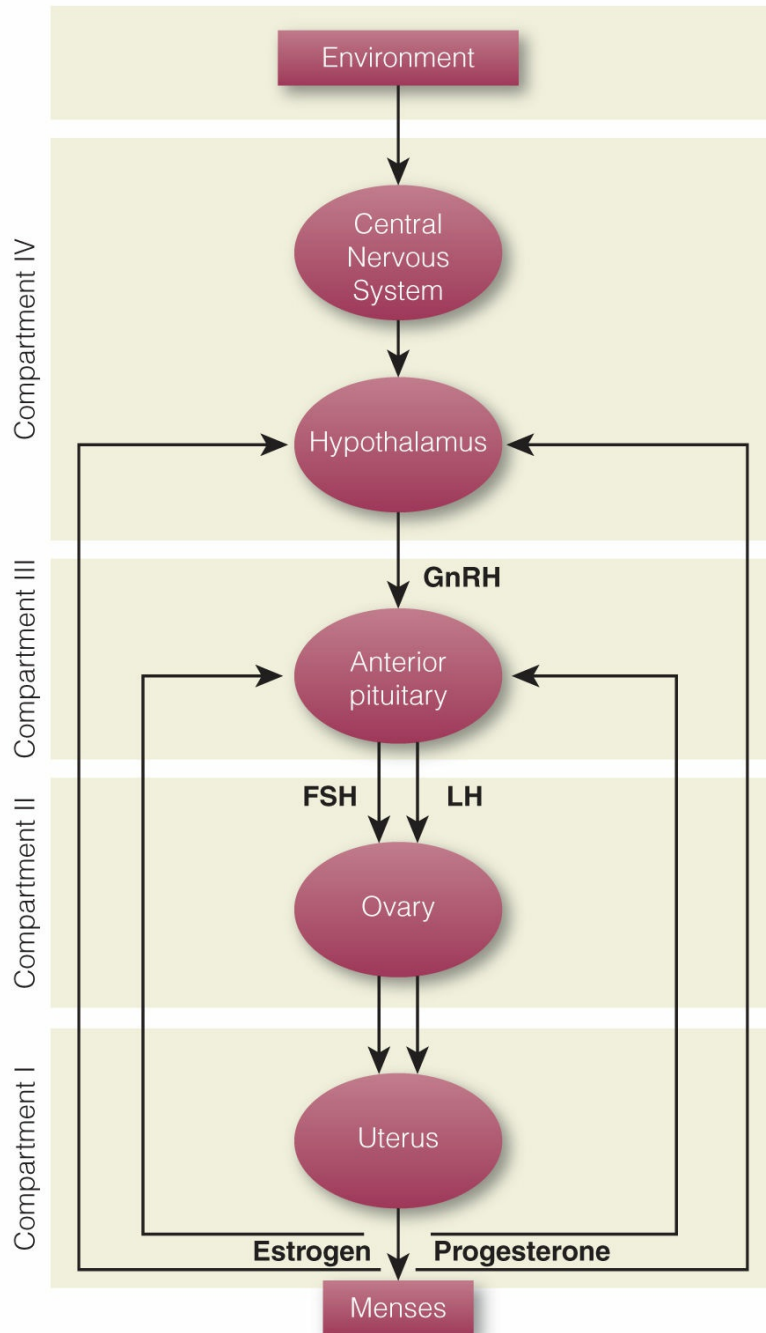 Environment
Compartment IV
Central
Nervous
System
Hypothalamus
GnRH
Compartment III
Anterior
pituitary
FSH LH
Compartment II
Ovary
Compartment I
Uterus
Estrogen Progesterone
Menses